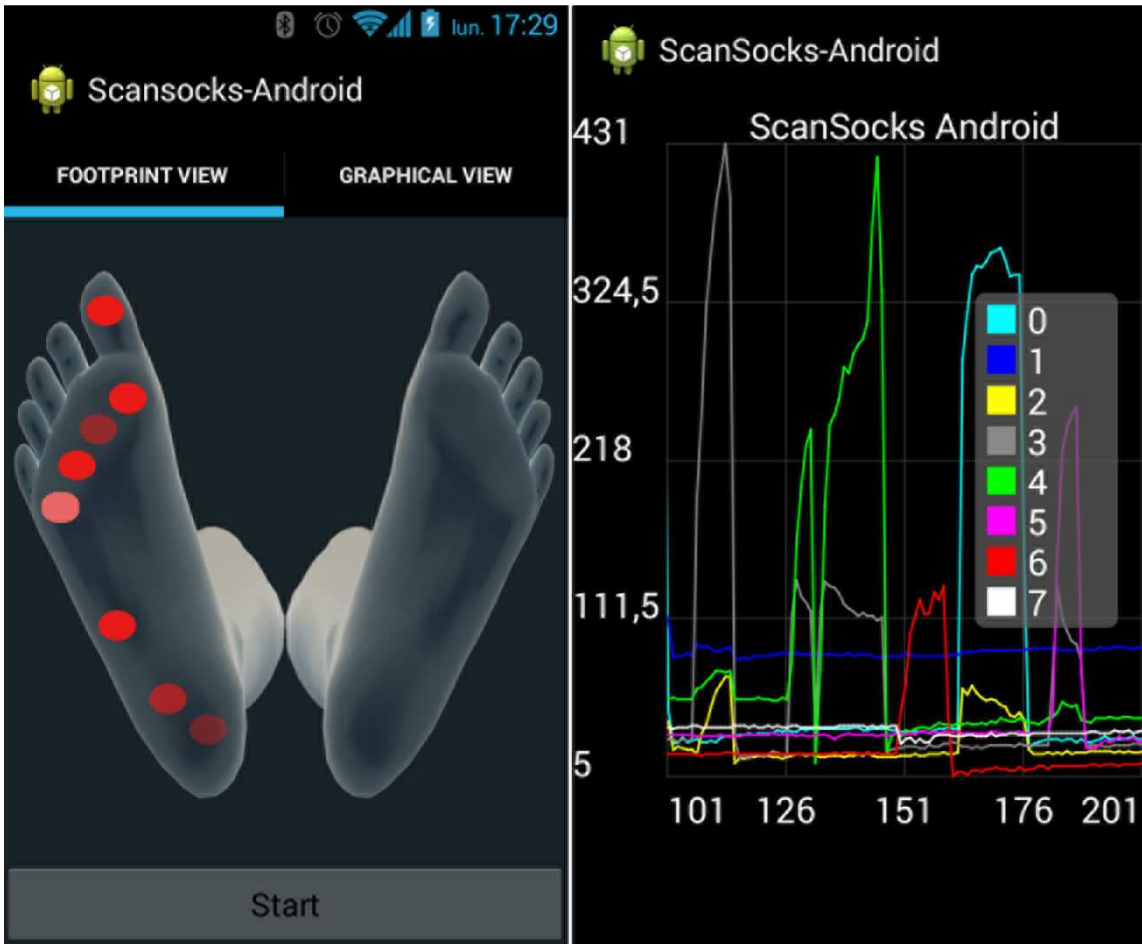 lun. 17:29
Scansocks-Android
FOOTPRINT VIEW
GRAPHICAL VIEW
Start
ScanSocks-Android
ScanSocks Android
431
324,5
218
111,5
5
101 126 151 176 201
0
1
2
3
4
5
6
7